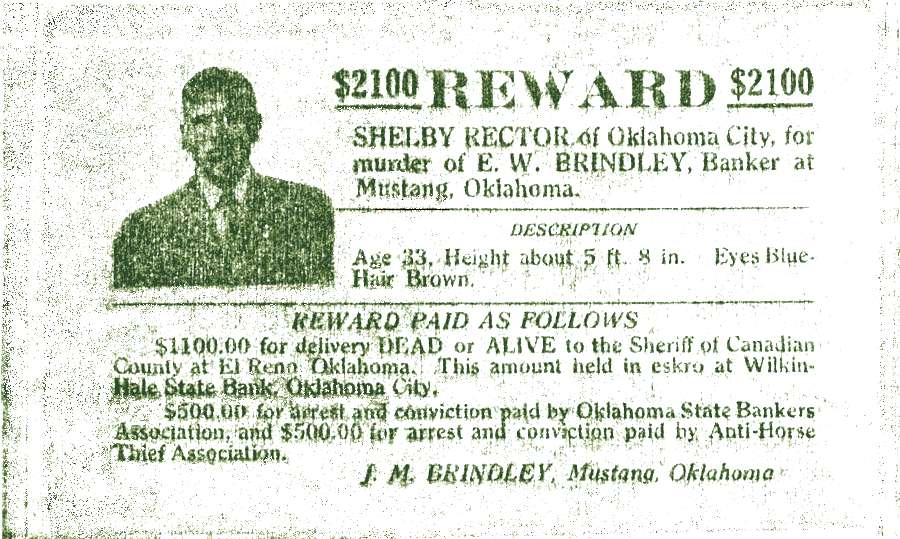 $2100 REWARD $2100
SHELBY RECTOR of Oklahoma City, for
murder of E. W. BRINDLEY, Banker at
Mustang, Oklahoma.
DESCRIPTION
Age 33, Height about 5 ft. 8 in. Eyes Blue-
Hair Brown.
REWARD PAID AS FOLLOWS
$1100.00 for delivery DEAD or ALIVE to the Sheriff of Canadian
County at El Reno Oklahoma. This amount held in eskro at Wilkin-
Hale State Bank, Oklahoma City.
$500.00 for arrest and conviction paid by Oklahoma State Bankers
Association, and $500.00 for arrest and conviction paid by Anti-Horse
Thief Association.
J. M. BRINDLEY, Mustang, Oklahoma